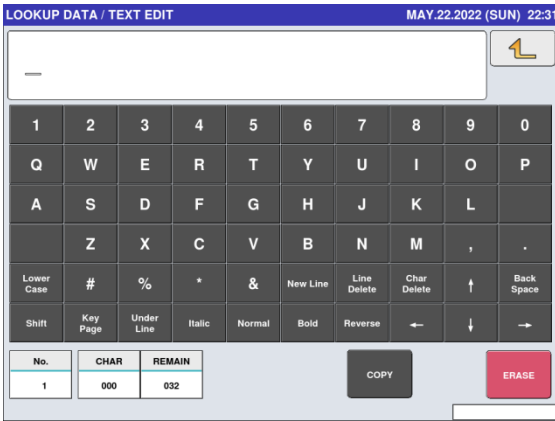 LOOKUP DATA / TEXT EDIT MAY.22.2022 (SUN) 22:31
_
1 2 3 4 5 6 7 8 9 0
Q W E R T Y U I O P
A S D F G H J K L
Z X C V B N M , .
Lower Case # % * & New Line Line Delete Char Delete ↑ Back Space
Shift Key Page Under Line Italic Normal Bold Reverse ← ↓ →
No. CHAR REMAIN
1 000 032
COPY ERASE